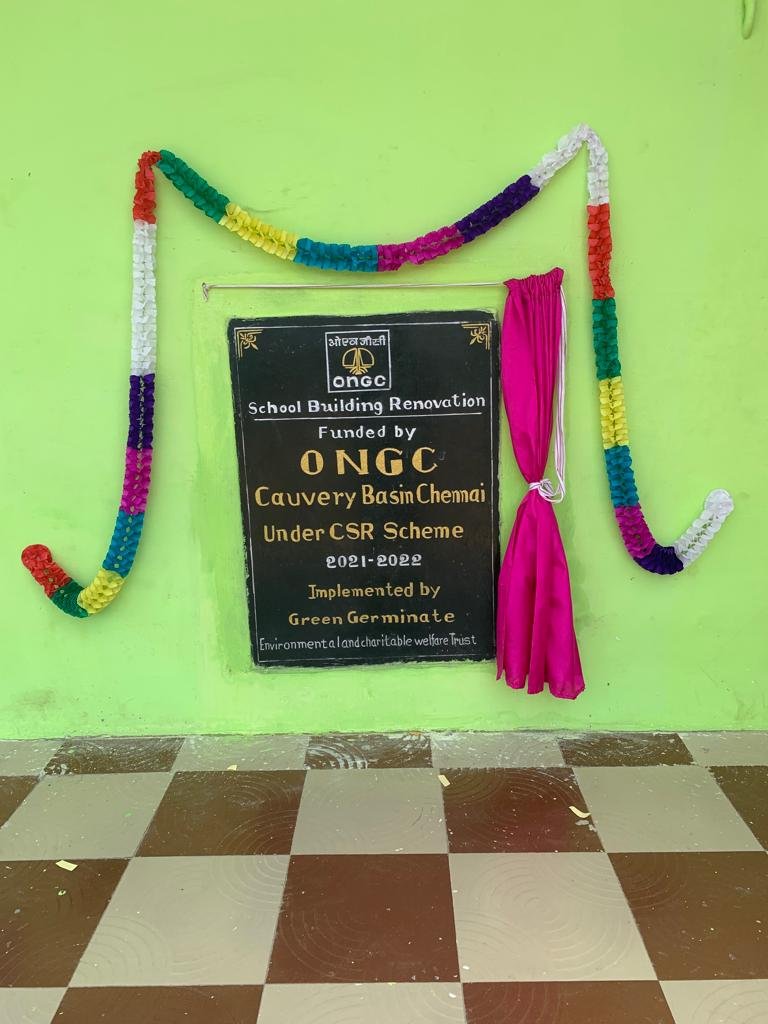 ओएनजीसी
ONGC
School Building Renovation
Funded by
ONGC
Cauvery Basin Chennai
Under CSR Scheme
2021-2022
Implemented by
Green Germinate
Environmental and charitable welfare Trust